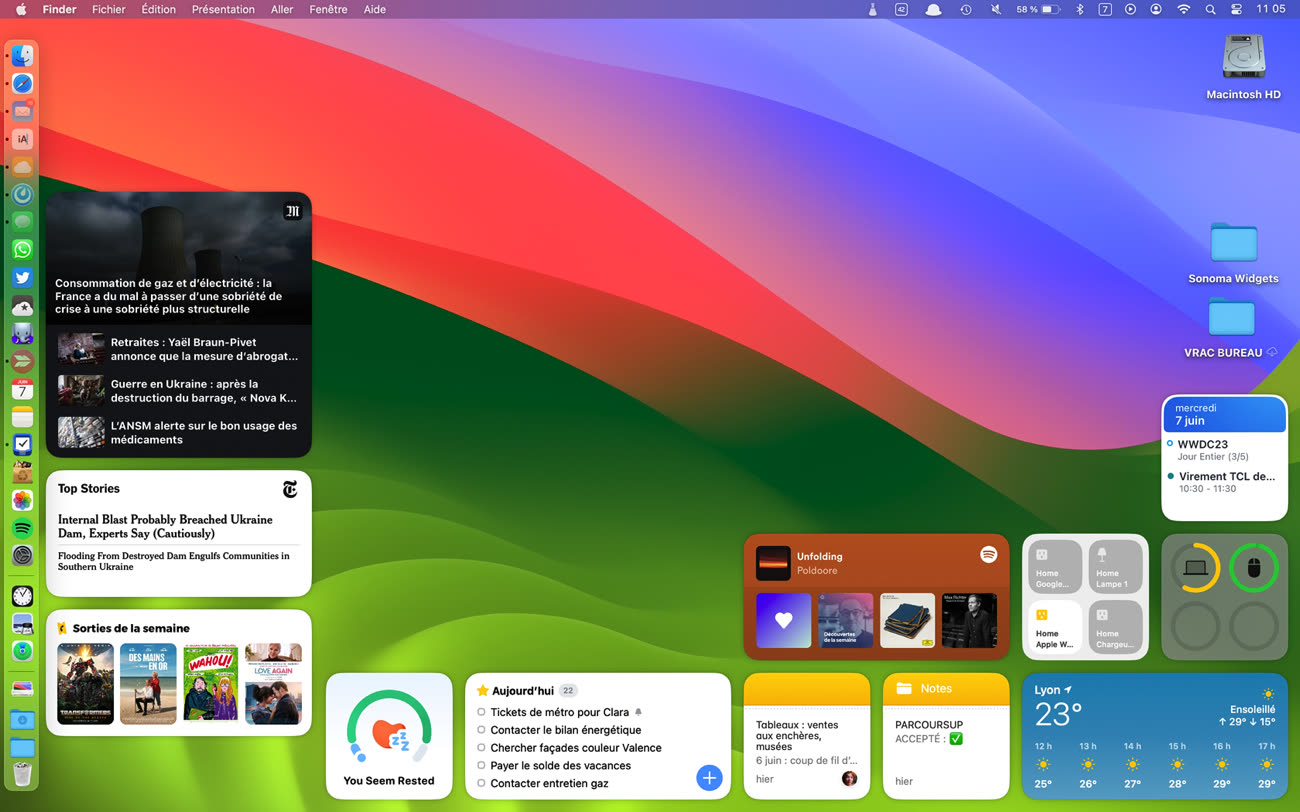 Finder Fichier Édition Présentation Aller Fenêtre Aide
42 58 % 7 11 05
Macintosh HD
Sonoma Widgets
VRAC BUREAU
iA
JUN
7
Consommation de gaz et d’électricité : la
France a du mal à passer d’une sobriété de
crise à une sobriété plus structurelle
Retraites : Yaël Braun-Pivet
annonce que la mesure d’abrogat...
Guerre en Ukraine : après la
destruction du barrage, « Nova K...
L’ANSM alerte sur le bon usage des
médicaments
Top Stories
Internal Blast Probably Breached Ukraine
Dam, Experts Say (Cautiously)
Flooding From Destroyed Dam Engulfs Communities in
Southern Ukraine
Sorties de la semaine
TRANSFORMERS
DES MAINS
EN OR
WAHOU!
LOVE AGAIN
You Seem Rested
Aujourd’hui 22
Tickets de métro pour Clara
Contacter le bilan énergétique
Chercher façades couleur Valence
Payer le solde des vacances
Contacter entretien gaz
Unfolding
Poldoore
Découvertes
de la semaine
Max Richter
Tableaux : ventes
aux enchères,
musées
6 juin : coup de fil d’...
hier
Notes
PARCOURSUP
ACCEPTÉ : ✅
hier
mercredi
7 juin
WWDC23
Jour Entier (3/5)
Virement TCL de...
10:30 - 11:30
Home
Google...
Home
Lampe 1
Home
Apple W...
Home
Chargeu...
Lyon
23°
Ensoleillé
↑ 29° ↓ 15°
12 h 13 h 14 h 15 h 16 h 17 h
25° 26° 27° 28° 29° 29°